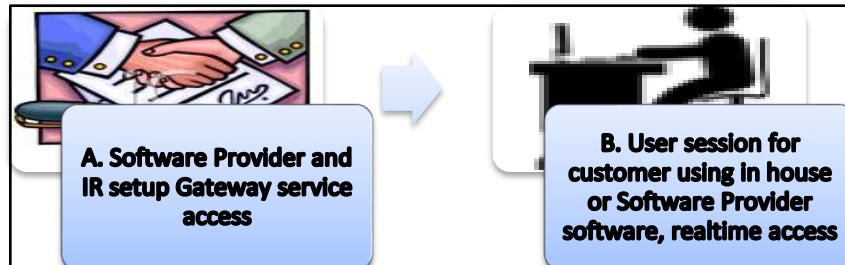 A. Software Provider and
IR setup Gateway service
access
B. User session for
customer using in house
or Software Provider
software, realtime access